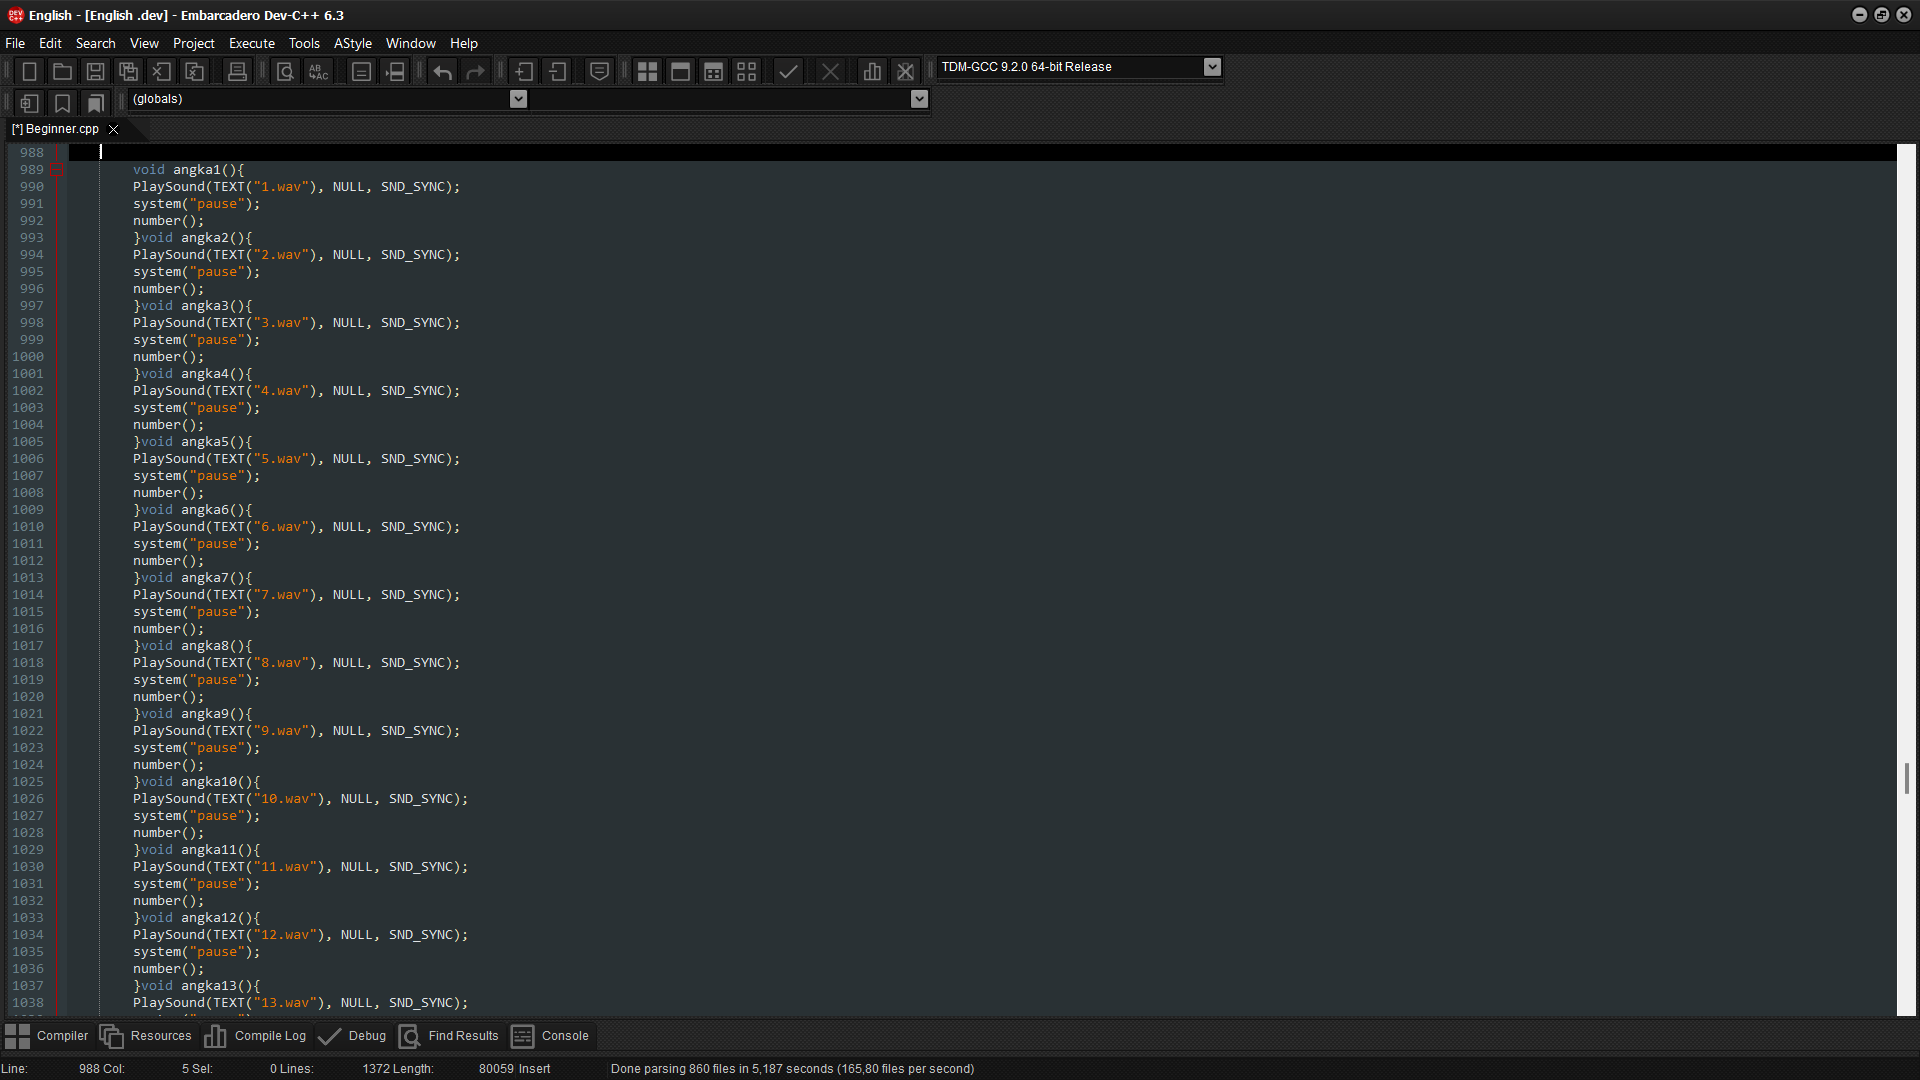 English - [English .dev] - Embarcadero Dev-C++ 6.3
File Edit Search View Project Execute Tools AStyle Window Help
TDM-GCC 9.2.0 64-bit Release
(globals)
[*] Beginner.cpp
988
989 void angka1(){
990 PlaySound(TEXT("1.wav"), NULL, SND_SYNC);
991 system("pause");
992 number();
993 }void angka2(){
994 PlaySound(TEXT("2.wav"), NULL, SND_SYNC);
995 system("pause");
996 number();
997 }void angka3(){
998 PlaySound(TEXT("3.wav"), NULL, SND_SYNC);
999 system("pause");
1000 number();
1001 }void angka4(){
1002 PlaySound(TEXT("4.wav"), NULL, SND_SYNC);
1003 system("pause");
1004 number();
1005 }void angka5(){
1006 PlaySound(TEXT("5.wav"), NULL, SND_SYNC);
1007 system("pause");
1008 number();
1009 }void angka6(){
1010 PlaySound(TEXT("6.wav"), NULL, SND_SYNC);
1011 system("pause");
1012 number();
1013 }void angka7(){
1014 PlaySound(TEXT("7.wav"), NULL, SND_SYNC);
1015 system("pause");
1016 number();
1017 }void angka8(){
1018 PlaySound(TEXT("8.wav"), NULL, SND_SYNC);
1019 system("pause");
1020 number();
1021 }void angka9(){
1022 PlaySound(TEXT("9.wav"), NULL, SND_SYNC);
1023 system("pause");
1024 number();
1025 }void angka10(){
1026 PlaySound(TEXT("10.wav"), NULL, SND_SYNC);
1027 system("pause");
1028 number();
1029 }void angka11(){
1030 PlaySound(TEXT("11.wav"), NULL, SND_SYNC);
1031 system("pause");
1032 number();
1033 }void angka12(){
1034 PlaySound(TEXT("12.wav"), NULL, SND_SYNC);
1035 system("pause");
1036 number();
1037 }void angka13(){
1038 PlaySound(TEXT("13.wav"), NULL, SND_SYNC);
Compiler Resources Compile Log Debug Find Results Console
Line: 988 Col: 5 Sel: 0 Lines: 1372 Length: 80059 Insert Done parsing 860 files in 5,187 seconds (165,80 files per second)